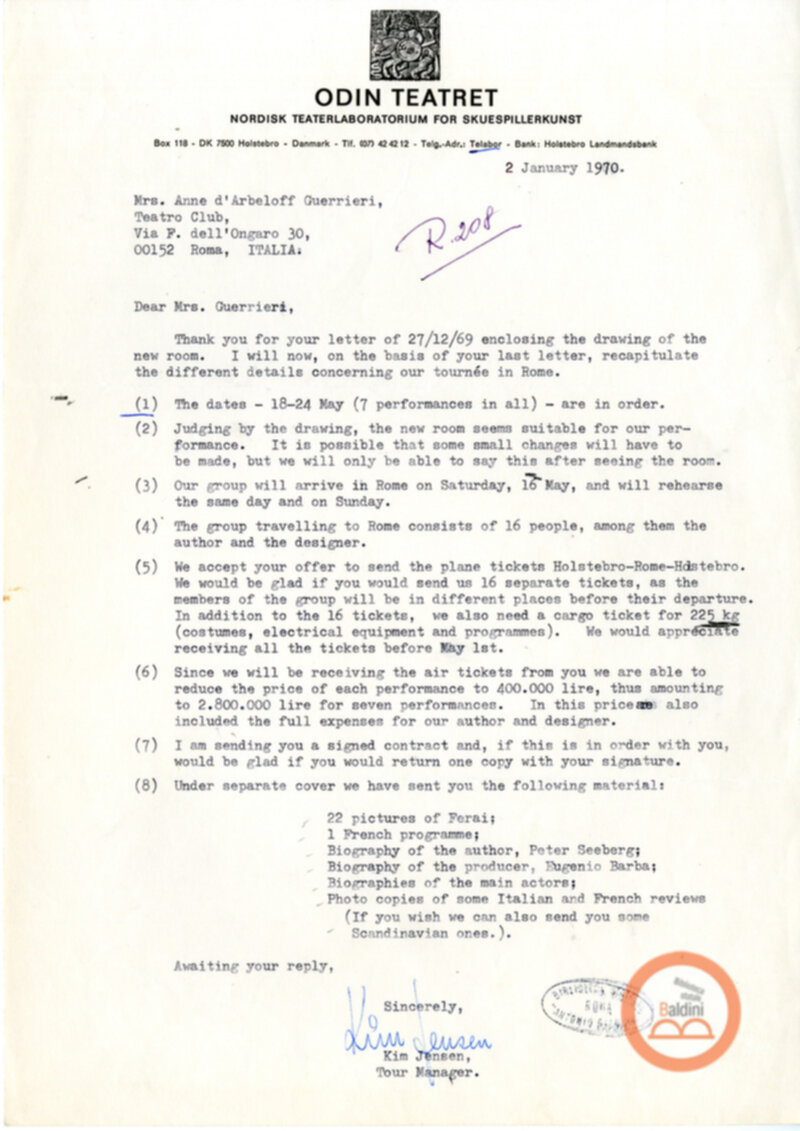 ODIN TEATRET
NORDISK TEATERLABORATORIUM FOR SKUESPILLERKUNST
Box 118 - DK 7500 Holstebro - Danmark - Tlf. (07) 42 42 12 - Telg.-Adr.: Telabor - Bank: Holstebro Landmandsbank
2 January 1970.
Mrs. Anne d'Arbeloff Guerrieri,
Teatro Club,
Via F. dell'Ongaro 30,
00152 Roma, ITALIA.
R.208
Dear Mrs. Guerrieri,
Thank you for your letter of 27/12/69 enclosing the drawing of the
new room. I will now, on the basis of your last letter, recapitulate
the different details concerning our tournée in Rome.
(1) The dates - 18-24 May (7 performances in all) - are in order.
(2) Judging by the drawing, the new room seems suitable for our per-
formance. It is possible that some small changes will have to
be made, but we will only be able to say this after seeing the room.
(3) Our group will arrive in Rome on Saturday, 16 May, and will rehearse
the same day and on Sunday.
(4) The group travelling to Rome consists of 16 people, among them the
author and the designer.
(5) We accept your offer to send the plane tickets Holstebro-Rome-Holstebro.
We would be glad if you would send us 16 separate tickets, as the
members of the group will be in different places before their departure.
In addition to the 16 tickets, we also need a cargo ticket for 225 kg
(costumes, electrical equipment and programmes). We would appreciate
receiving all the tickets before May 1st.
(6) Since we will be receiving the air tickets from you we are able to
reduce the price of each performance to 400.000 lire, thus amounting
to 2.800.000 lire for seven performances. In this price also
included the full expenses for our author and designer.
(7) I am sending you a signed contract and, if this is in order with you,
would be glad if you would return one copy with your signature.
(8) Under separate cover we have sent you the following material:
22 pictures of Ferai;
1 French programme;
Biography of the author, Peter Seeberg;
Biography of the producer, Eugenio Barba;
Biographies of the main actors;
Photo copies of some Italian and French reviews
(If you wish we can also send you some
Scandinavian ones.).
Awaiting your reply,
Sincerely,
Kim Jensen
Kim Jensen,
Tour Manager.
ROMA
Biblioteca
statale
Baldini